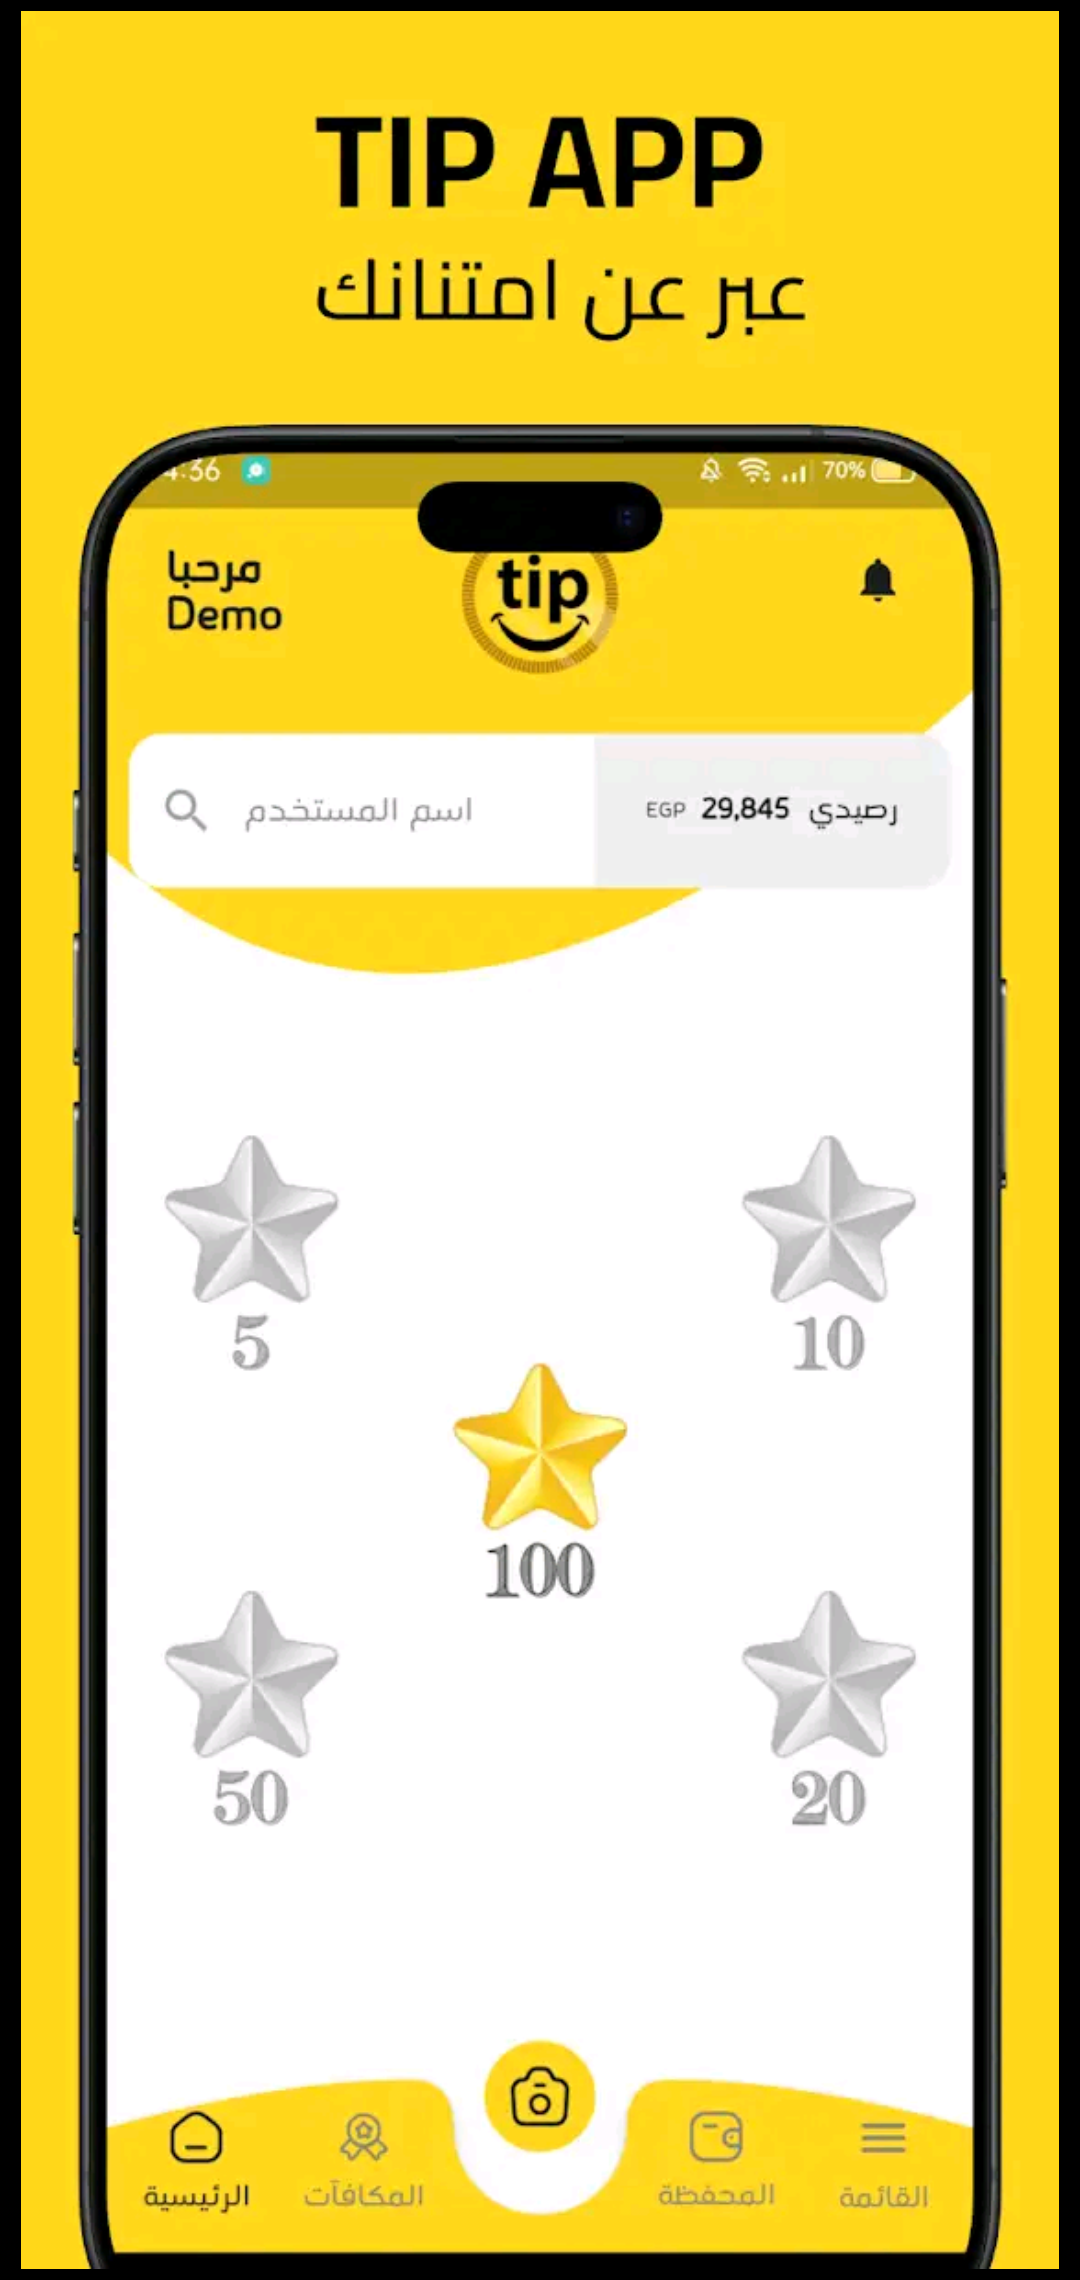 TIP APP
عبر عن امتنانك
4:36 70%
مرحبا
Demo
tip
اسم المستخدم
رصيدي 29,845 EGP
5
10
100
50
20
الرئيسية
المكافآت
المحفظة
القائمة